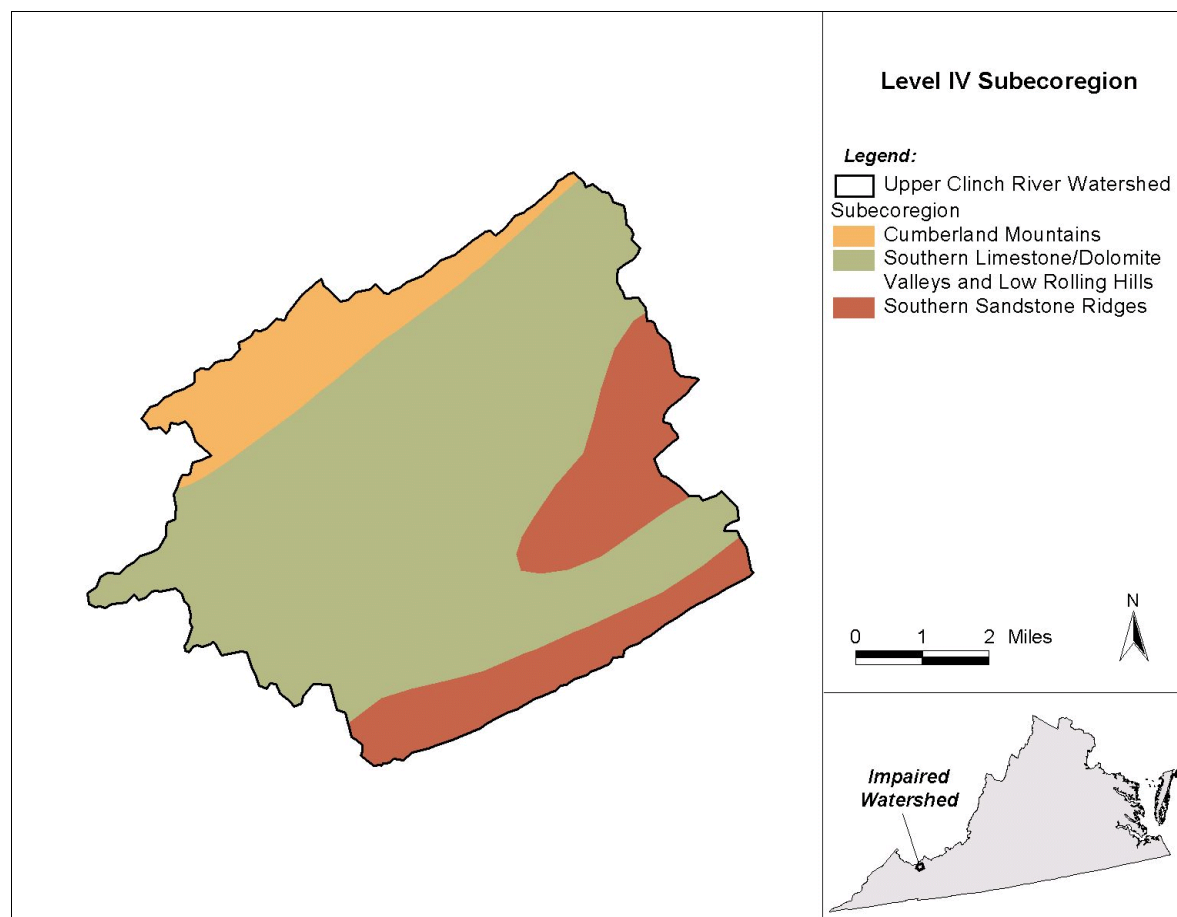 Level IV Subecoregion
Legend:
Upper Clinch River Watershed
Subecoregion
Cumberland Mountains
Southern Limestone/Dolomite
Valleys and Low Rolling Hills
Southern Sandstone Ridges
N
0 1 2 Miles
Impaired
Watershed